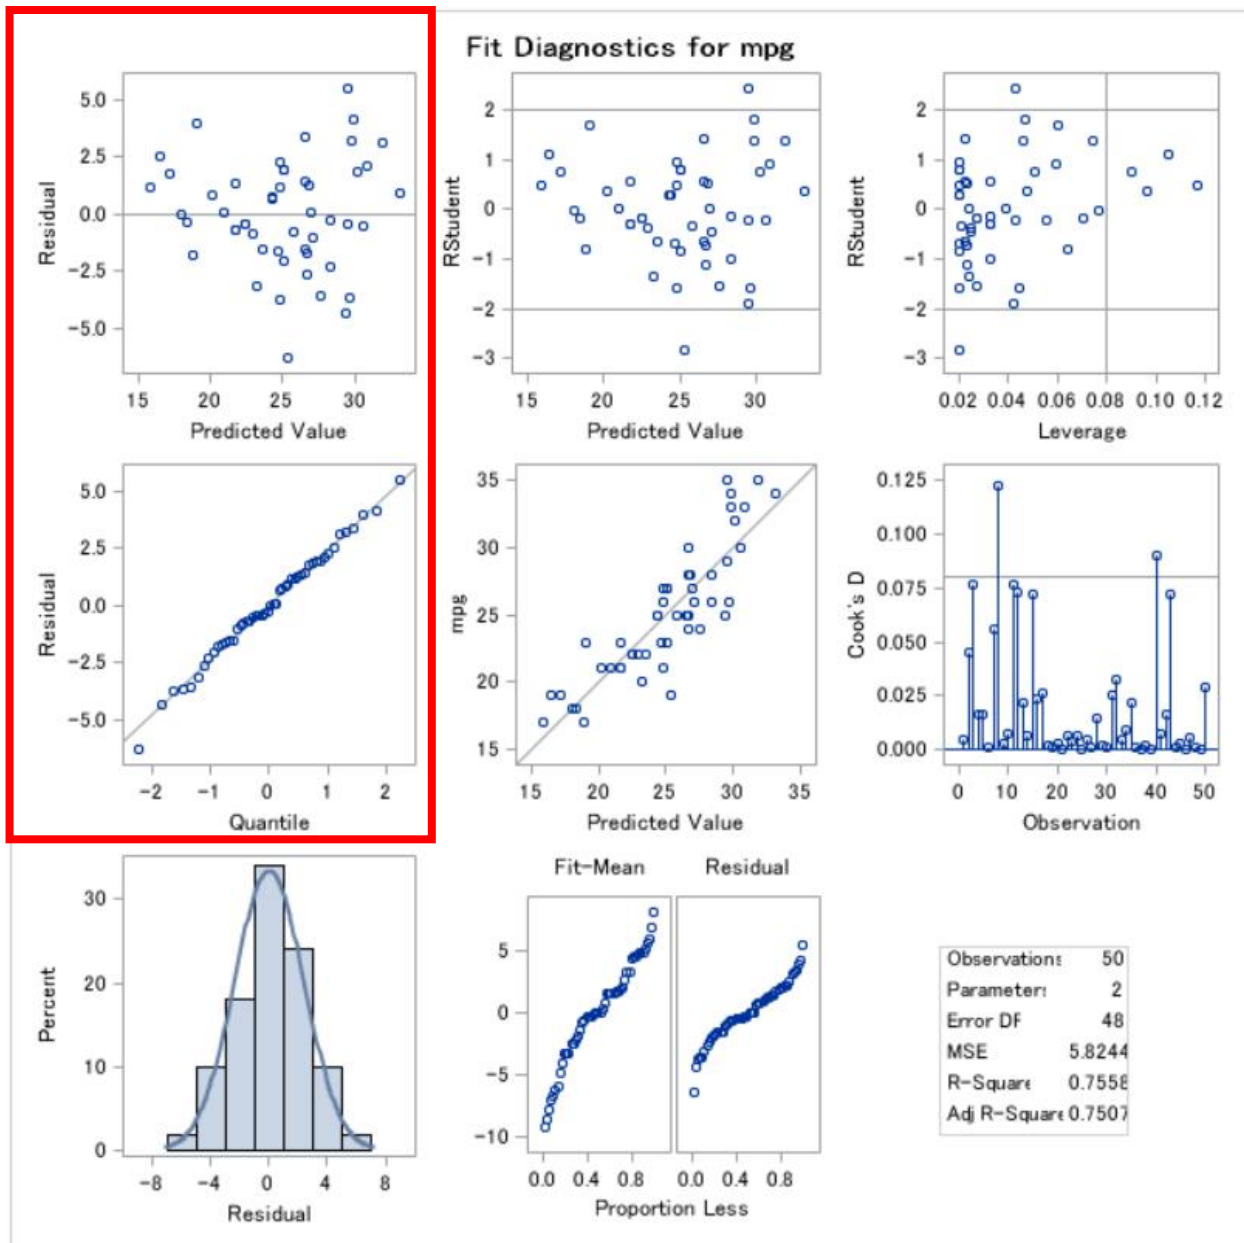 Fit Diagnostics for mpg
5.0
2.5
0.0
-2.5
-5.0
Residual
15 20 25 30
Predicted Value
2
1
0
-1
-2
-3
RStudent
15 20 25 30
Predicted Value
2
1
0
-1
-2
-3
RStudent
0.02 0.04 0.06 0.08 0.10 0.12
Leverage
5.0
2.5
0.0
-2.5
-5.0
Residual
-2 -1 0 1 2
Quantile
35
30
25
20
15
mpg
15 20 25 30 35
Predicted Value
0.125
0.100
0.075
0.050
0.025
0.000
Cook's D
0 10 20 30 40 50
Observation
30
20
10
0
Percent
-8 -4 0 4 8
Residual
Fit-Mean Residual
5
0
-5
-10
0.0 0.4 0.8 0.0 0.4 0.8
Proportion Less
Observations 50
Parameters 2
Error DF 48
MSE 5.8244
R-Square 0.7558
Adj R-Square 0.7507